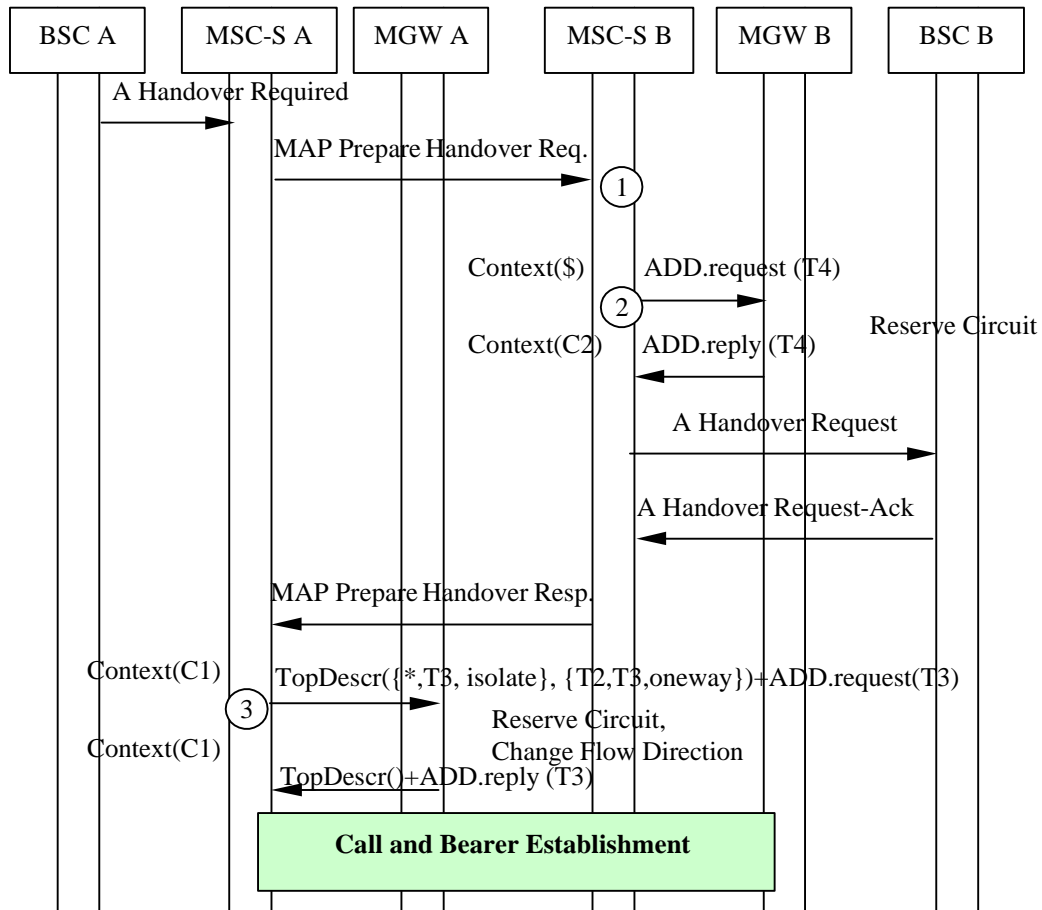 BSC A MSC-S A MGW A MSC-S B MGW B BSC B
A Handover Required
MAP Prepare Handover Req.
1
Context($) ADD.request (T4)
2
Reserve Circuit
Context(C2) ADD.reply (T4)
A Handover Request
A Handover Request-Ack
MAP Prepare Handover Resp.
Context(C1) TopDescr({*,T3, isolate}, {T2,T3,oneway})+ADD.request(T3)
3
Reserve Circuit,
Context(C1) Change Flow Direction
TopDescr()+ADD.reply (T3)
Call and Bearer Establishment